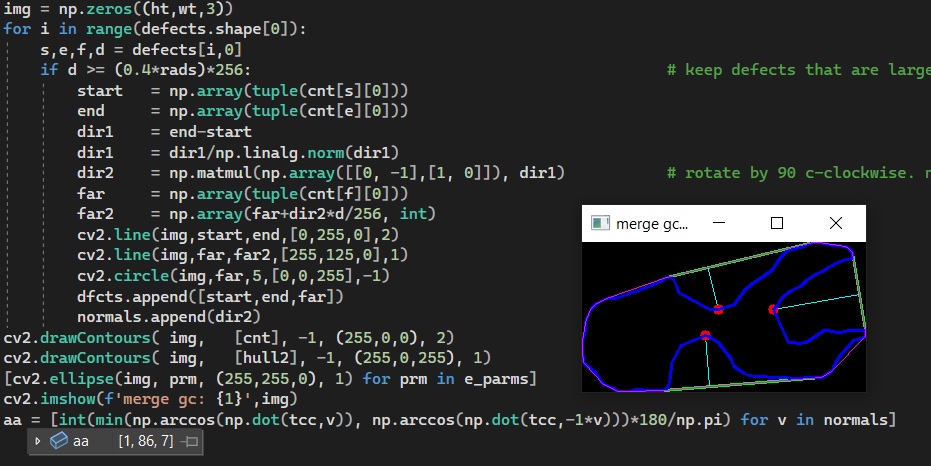 img = np.zeros((ht,wt,3))
for i in range(defects.shape[0]):
s,e,f,d = defects[i,0]
if d >= (0.4*rads)*256: # keep defects that are large
start = np.array(tuple(cnt[s][0]))
end = np.array(tuple(cnt[e][0]))
dir1 = end-start
dir1 = dir1/np.linalg.norm(dir1)
dir2 = np.matmul(np.array([[0, -1],[1, 0]]), dir1) # rotate by 90 c-clockwise.
far = np.array(tuple(cnt[f][0]))
far2 = np.array(far+dir2*d/256, int)
cv2.line(img,start,end,[0,255,0],2)
cv2.line(img,far,far2,[255,125,0],1)
cv2.circle(img,far,5,[0,0,255],-1)
dfcts.append([start,end,far])
normals.append(dir2)
cv2.drawContours( img, [cnt], -1, (255,0,0), 2)
cv2.drawContours( img, [hull2], -1, (255,0,255), 1)
[cv2.ellipse(img, prm, (255,255,0), 1) for prm in e_parms]
cv2.imshow(f'merge gc: {1}',img)
aa = [int(min(np.arccos(np.dot(tcc,v)), np.arccos(np.dot(tcc,-1*v)))*180/np.pi) for v in normals]
aa [1, 86, 7]
merge gc...